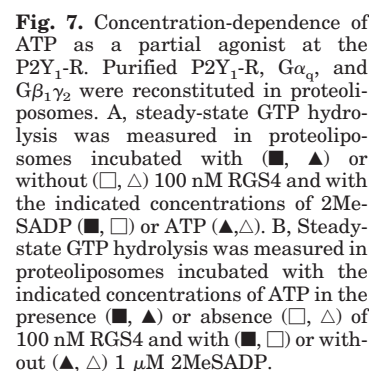 Fig. 7. Concentration-dependence of
ATP as a partial agonist at the
P2Y₁-R. Purified P2Y₁-R, Gα_q, and
Gβ₁γ₂ were reconstituted in proteoli-
posomes. A, steady-state GTP hydro-
lysis was measured in proteolipo-
somes incubated with (■, ▲) or
without (□, △) 100 nM RGS4 and with
the indicated concentrations of 2Me-
SADP (■, □) or ATP (▲,△). B, Steady-
state GTP hydrolysis was measured in
proteoliposomes incubated with the
indicated concentrations of ATP in the
presence (■, ▲) or absence (□, △) of
100 nM RGS4 and with (■, □) or with-
out (▲, △) 1 μM 2MeSADP.